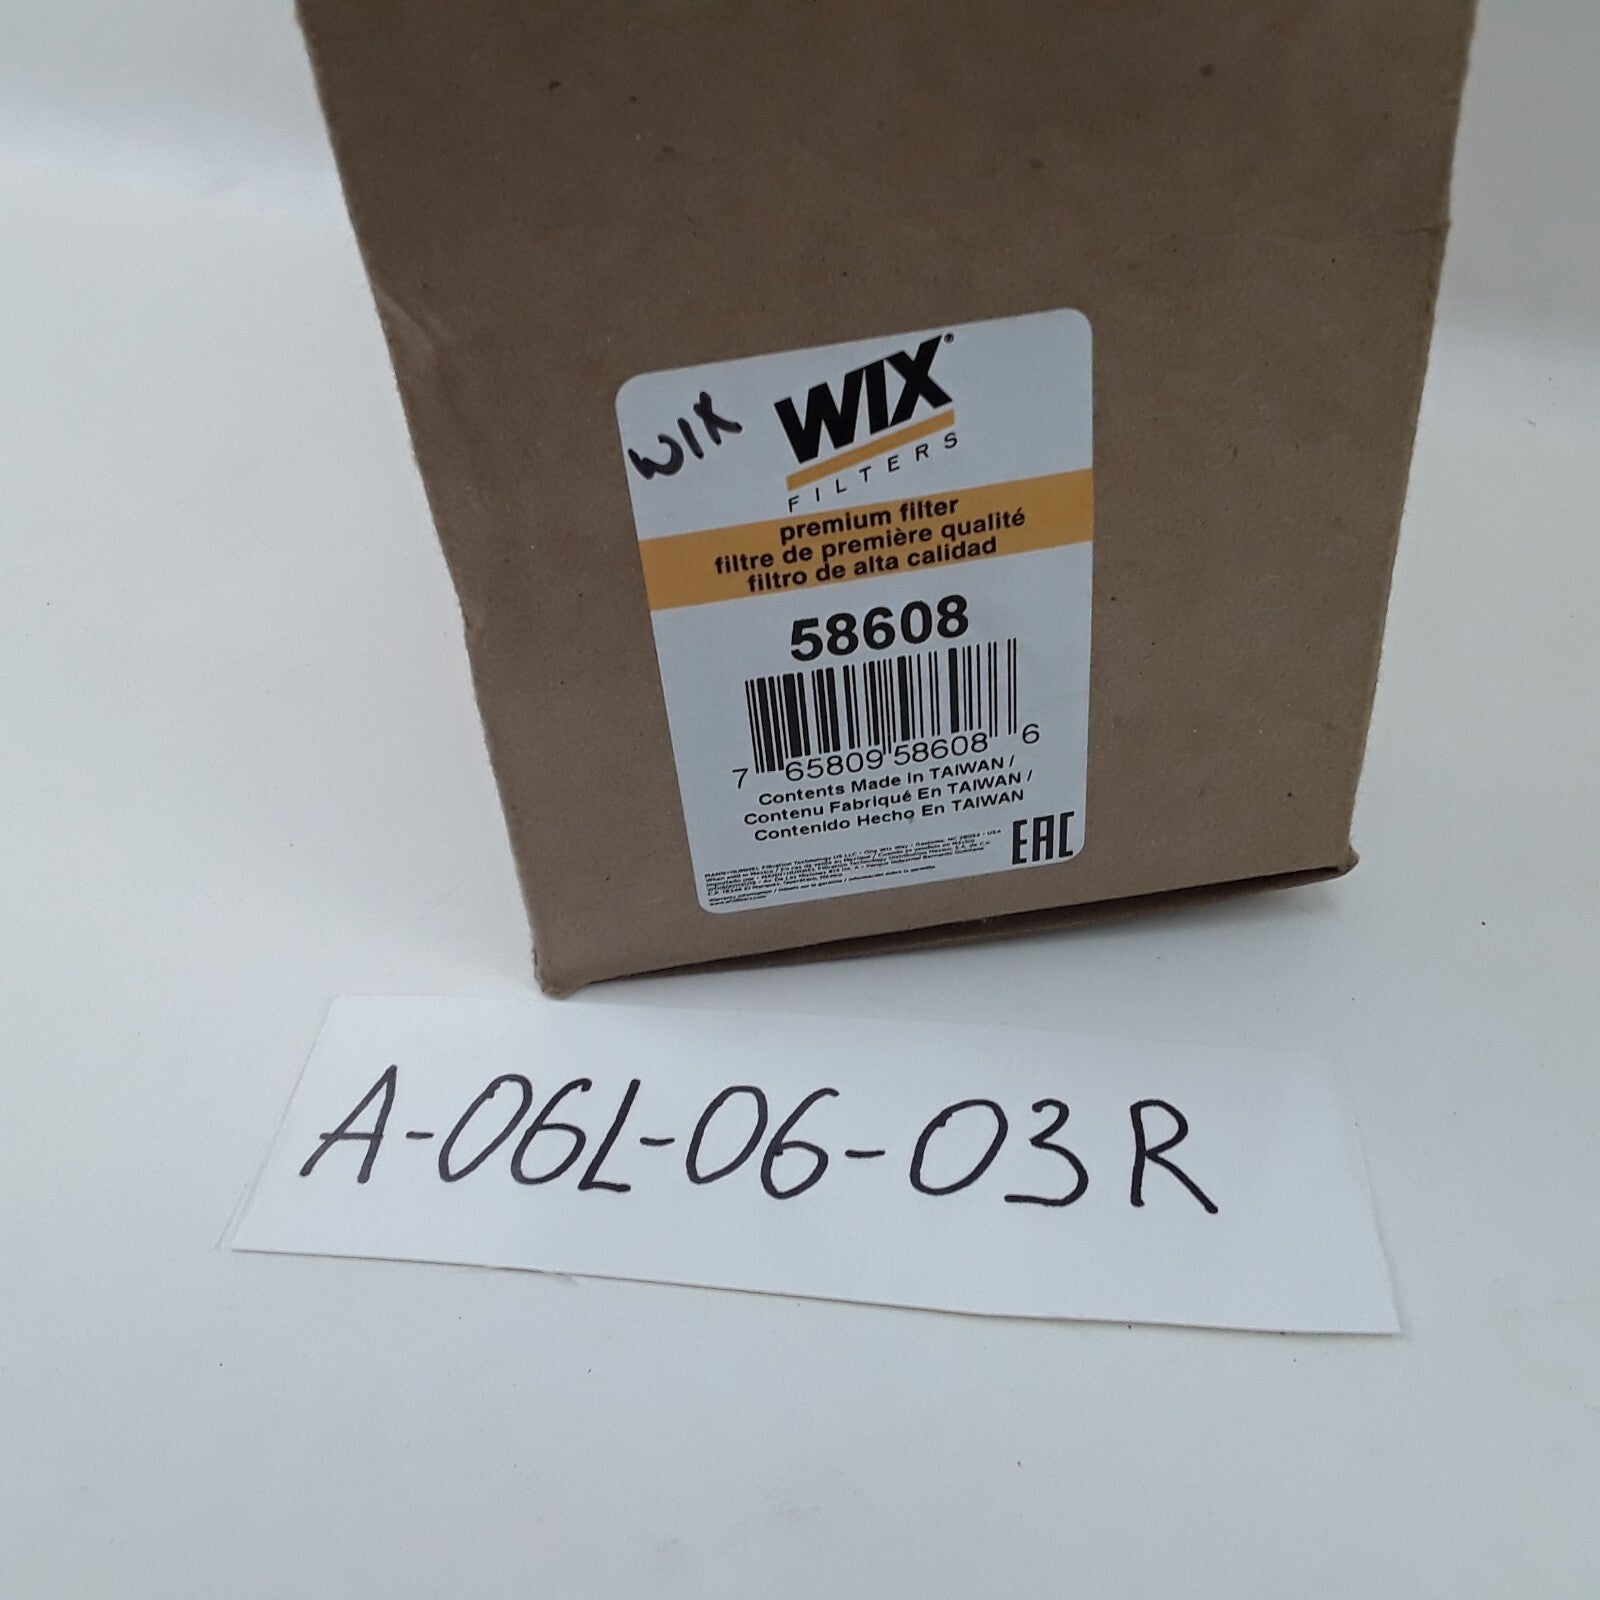 WIX
WIX®
FILTERS
premium filter
filtre de première qualité
filtro de alta calidad
58608
7 65809 58608 6
Contents Made in TAIWAN /
Contenu Fabriqué En TAIWAN /
Contenido Hecho En TAIWAN
EAC
A-06L-06-03R